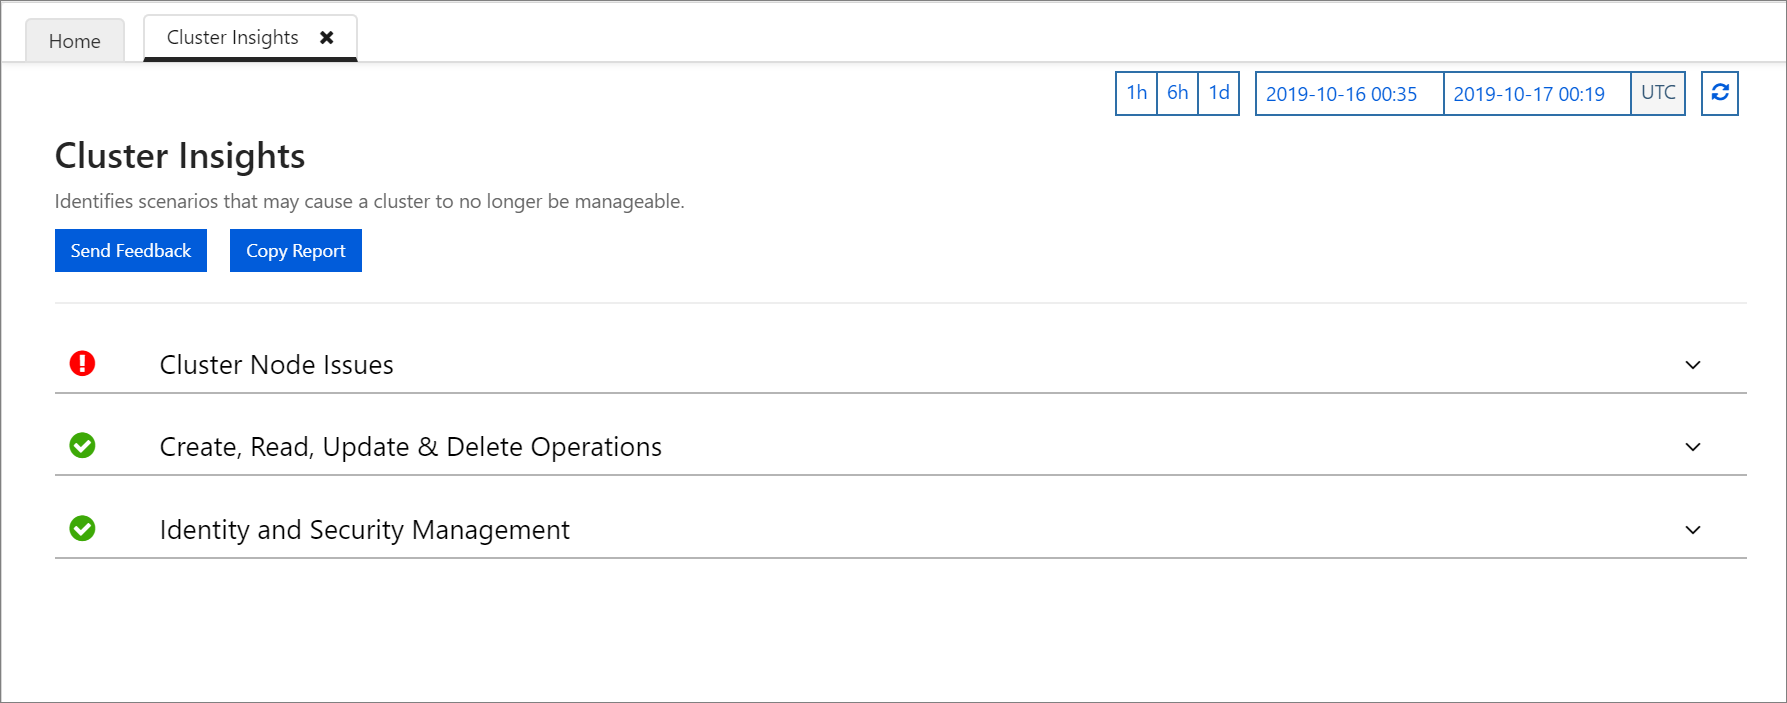 Home
Cluster Insights
1h 6h 1d 2019-10-16 00:35 2019-10-17 00:19 UTC
Cluster Insights
Identifies scenarios that may cause a cluster to no longer be manageable.
Send Feedback Copy Report
Cluster Node Issues
Create, Read, Update & Delete Operations
Identity and Security Management